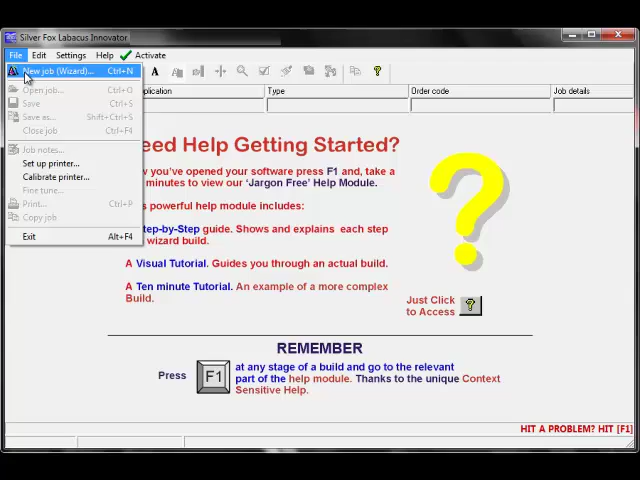 Silver Fox Labacus Innovator
File Edit Settings Help Activate
New job (Wizard)... Ctrl+N
Open job... Ctrl+O
Save Ctrl+S
Save as... Shift+Ctrl+S
Close job Ctrl+F4
Job notes...
Set up printer...
Calibrate printer...
Fine tune...
Print... Ctrl+P
Copy job
Exit Alt+F4
A
?
Type Order code Job details
eed Help Getting Started?
you've opened your software press F1 and, take a
minutes to view our 'Jargon Free' Help Module.
powerful help module includes:
guide. Shows and explains each step
wizard build.
A Visual Tutorial. Guides you through an actual build.
A Ten minute Tutorial. An example of a more complex
Build.
?
Just Click
to Access
?
REMEMBER
Press F1 at any stage of a build and go to the relevant
part of the help module. Thanks to the unique Context
Sensitive Help.
HIT A PROBLEM? HIT [F1]